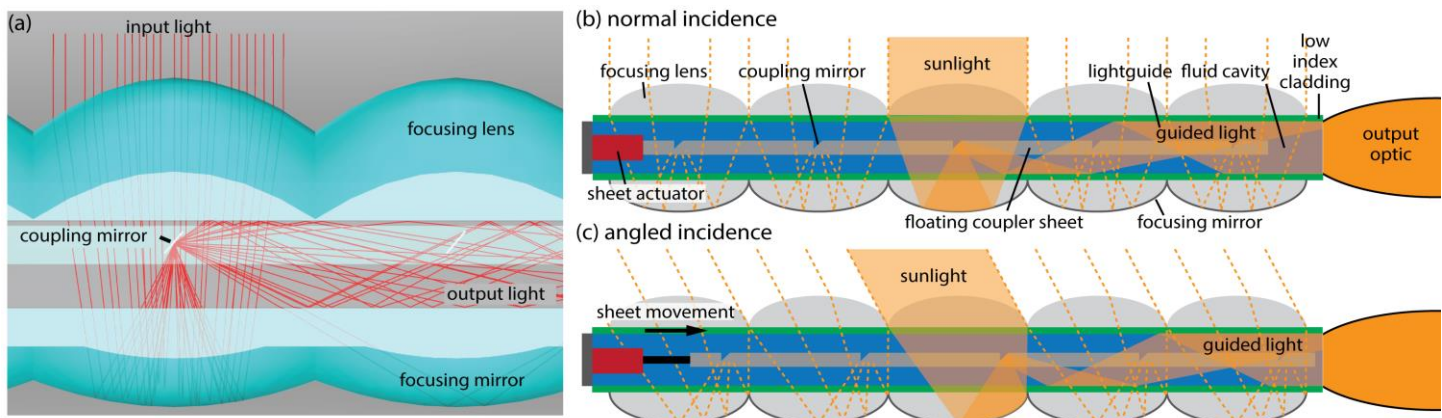 (a)
input light
focusing lens
coupling mirror
output light
focusing mirror
(b) normal incidence
focusing lens
coupling mirror
sunlight
lightguide
fluid cavity
low
index
cladding
guided light
output
optic
sheet actuator
floating coupler sheet
focusing mirror
(c) angled incidence
sunlight
sheet movement
guided light